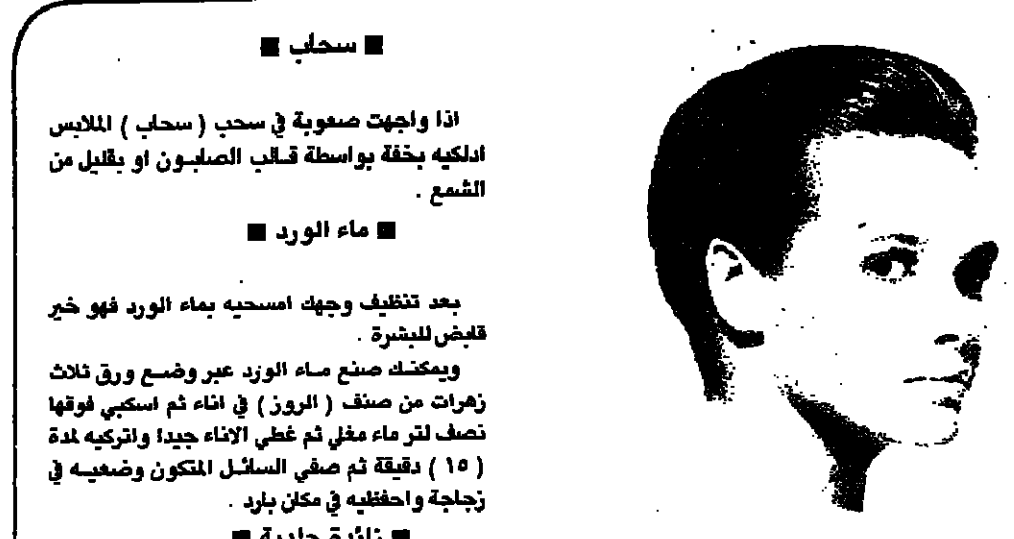 ■ سحاب ■
اذا واجهت صعوبة في سحب ( سحاب ) الملابس
ادلكيه بخفة بواسطة قالب الصابون او بقليل من
الشمع .
■ ماء الورد ■
بعد تنظيف وجهك امسحيه بماء الورد فهو خير
قابض للبشرة .
ويمكنك صنع ماء الورد عبر وضع ورق ثلاث
زهرات من صنف ( الروز ) في اناء ثم اسكبي فوقها
نصف لتر ماء مغلي ثم غطي الاناء جيدا واتركيه لمدة
( ١٥ ) دقيقة ثم صفي السائل المتكون وضعيه في
زجاجة واحفظيه في مكان بارد .
■ زائدة جلدية ■